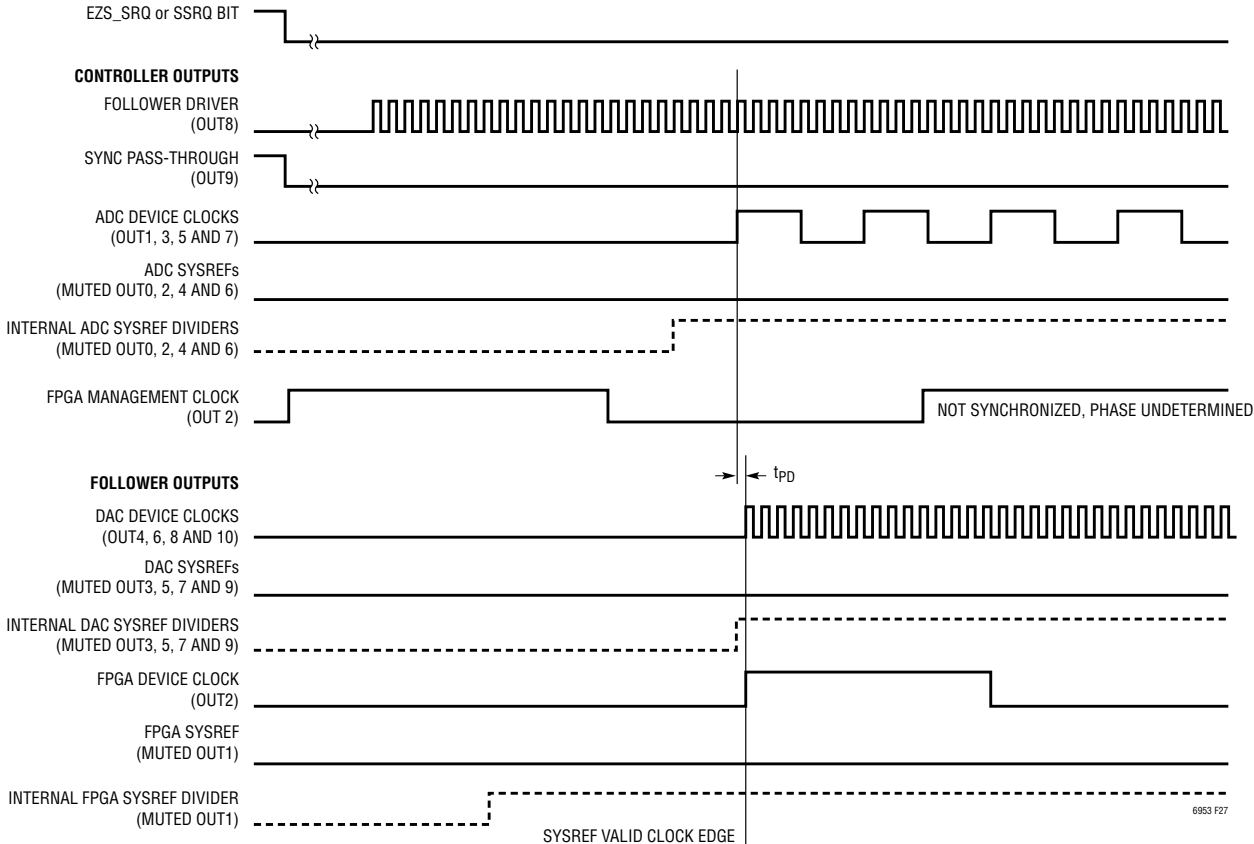 EZS_SRQ or SSRQ BIT
CONTROLLER OUTPUTS
FOLLOWER DRIVER
(OUT8)
SYNC PASS-THROUGH
(OUT9)
ADC DEVICE CLOCKS
(OUT1, 3, 5 AND 7)
ADC SYSREFs
(MUTED OUT0, 2, 4 AND 6)
INTERNAL ADC SYSREF DIVIDERS
(MUTED OUT0, 2, 4 AND 6)
FPGA MANAGEMENT CLOCK
(OUT 2)
NOT SYNCHRONIZED, PHASE UNDETERMINED
tPD
FOLLOWER OUTPUTS
DAC DEVICE CLOCKS
(OUT4, 6, 8 AND 10)
DAC SYSREFs
(MUTED OUT3, 5, 7 AND 9)
INTERNAL DAC SYSREF DIVIDERS
(MUTED OUT3, 5, 7 AND 9)
FPGA DEVICE CLOCK
(OUT2)
FPGA SYSREF
(MUTED OUT1)
INTERNAL FPGA SYSREF DIVIDER
(MUTED OUT1)
6953 F27
SYSREF VALID CLOCK EDGE